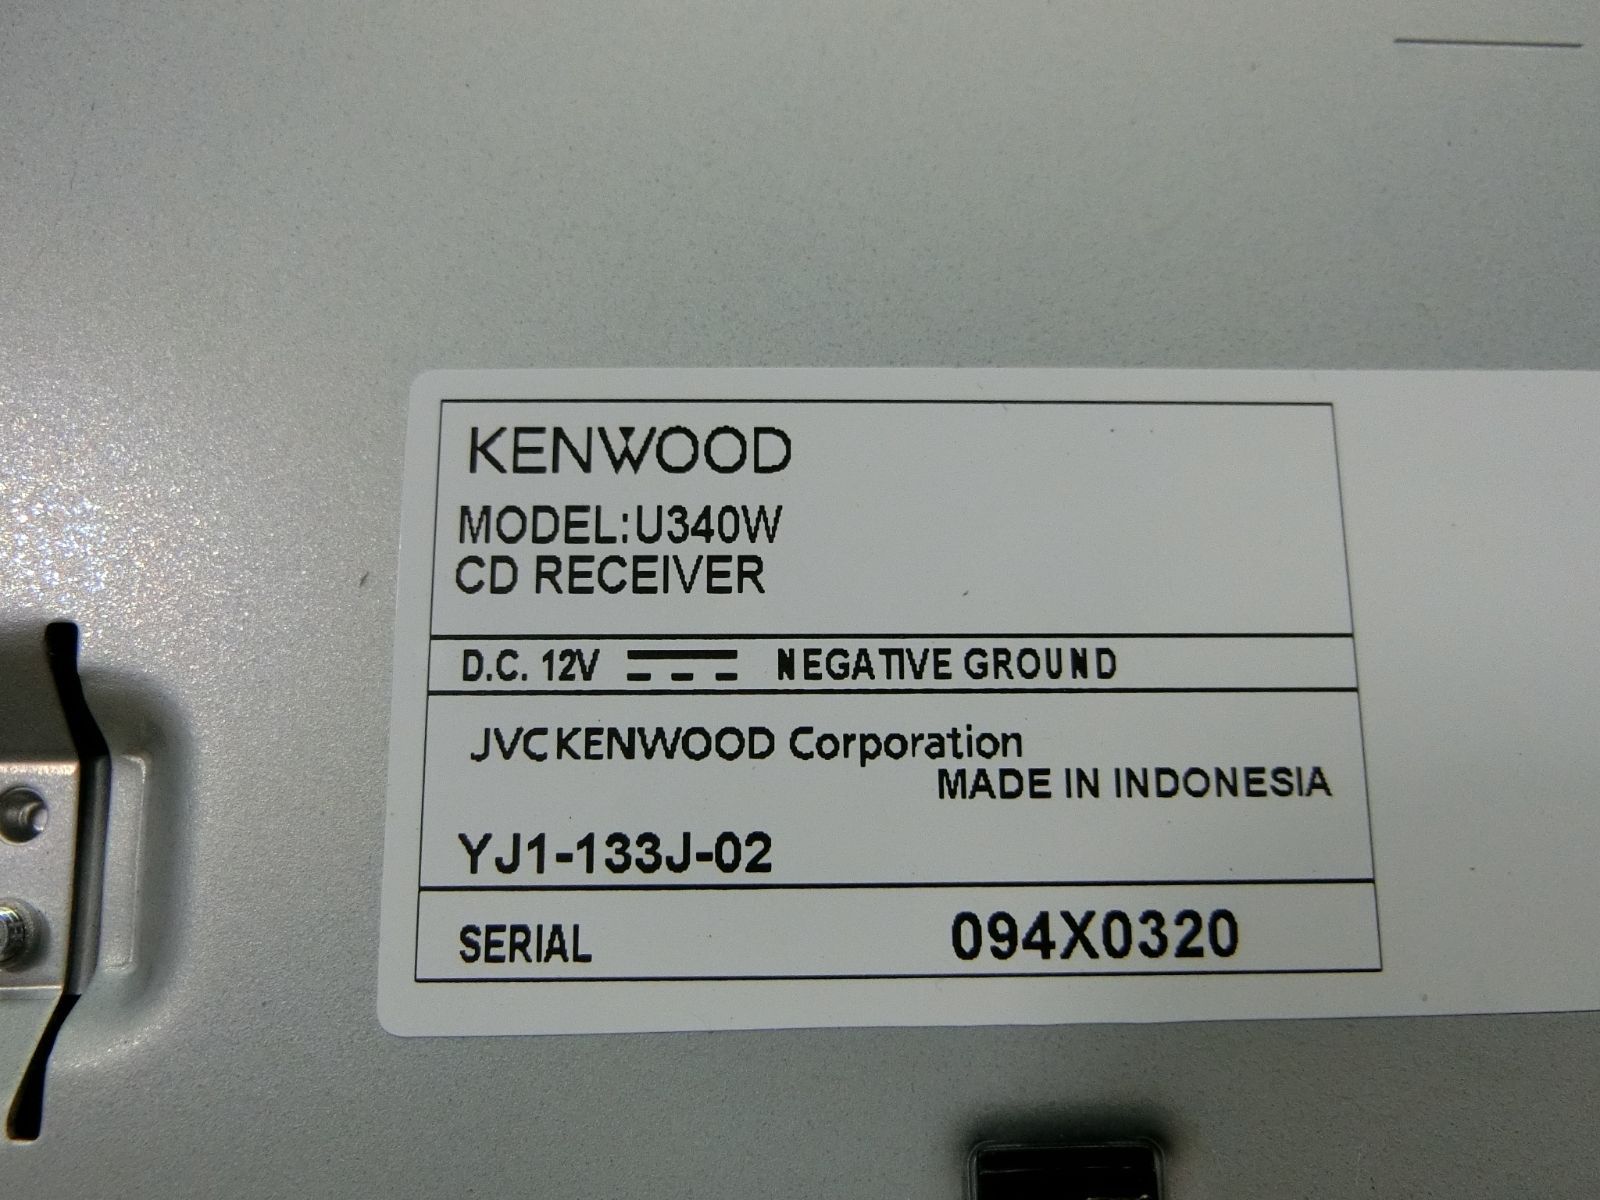 KENWOOD
MODEL:U340W
CD RECEIVER
D.C. 12V NEGATIVE GROUND
JVCKENWOOD Corporation
MADE IN INDONESIA
YJ1-133J-02
SERIAL 094X0320